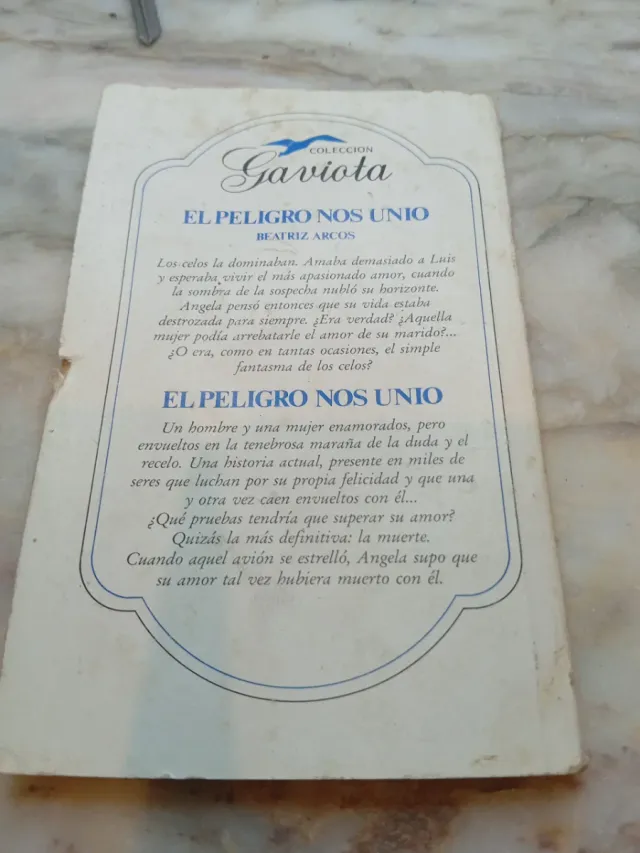 COLECCION
Gaviota
EL PELIGRO NOS UNIO
BEATRIZ ARCOS
Los celos la dominaban. Amaba demasiado a Luis
y esperaba vivir el más apasionado amor, cuando
la sombra de la sospecha nubló su horizonte.
Angela pensó entonces que su vida estaba
destrozada para siempre. ¿Era verdad? ¿Aquella
mujer podía arrebatarle el amor de su marido?...
¿O era, como en tantas ocasiones, el simple
fantasma de los celos?
EL PELIGRO NOS UNIO
Un hombre y una mujer enamorados, pero
envueltos en la tenebrosa maraña de la duda y el
recelo. Una historia actual, presente en miles de
seres que luchan por su propia felicidad y que una
y otra vez caen envueltos con él...
¿Qué pruebas tendría que superar su amor?
Quizás la más definitiva: la muerte.
Cuando aquel avión se estrelló, Angela supo que
su amor tal vez hubiera muerto con él.